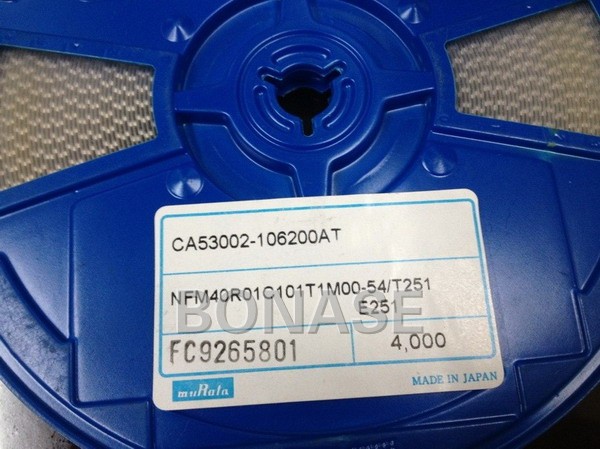 CA53002-106200AT
NFM40R01C101T1M00-54/T251
E251
BONASE
FC9265801
4,000
muRata
MADE IN JAPAN